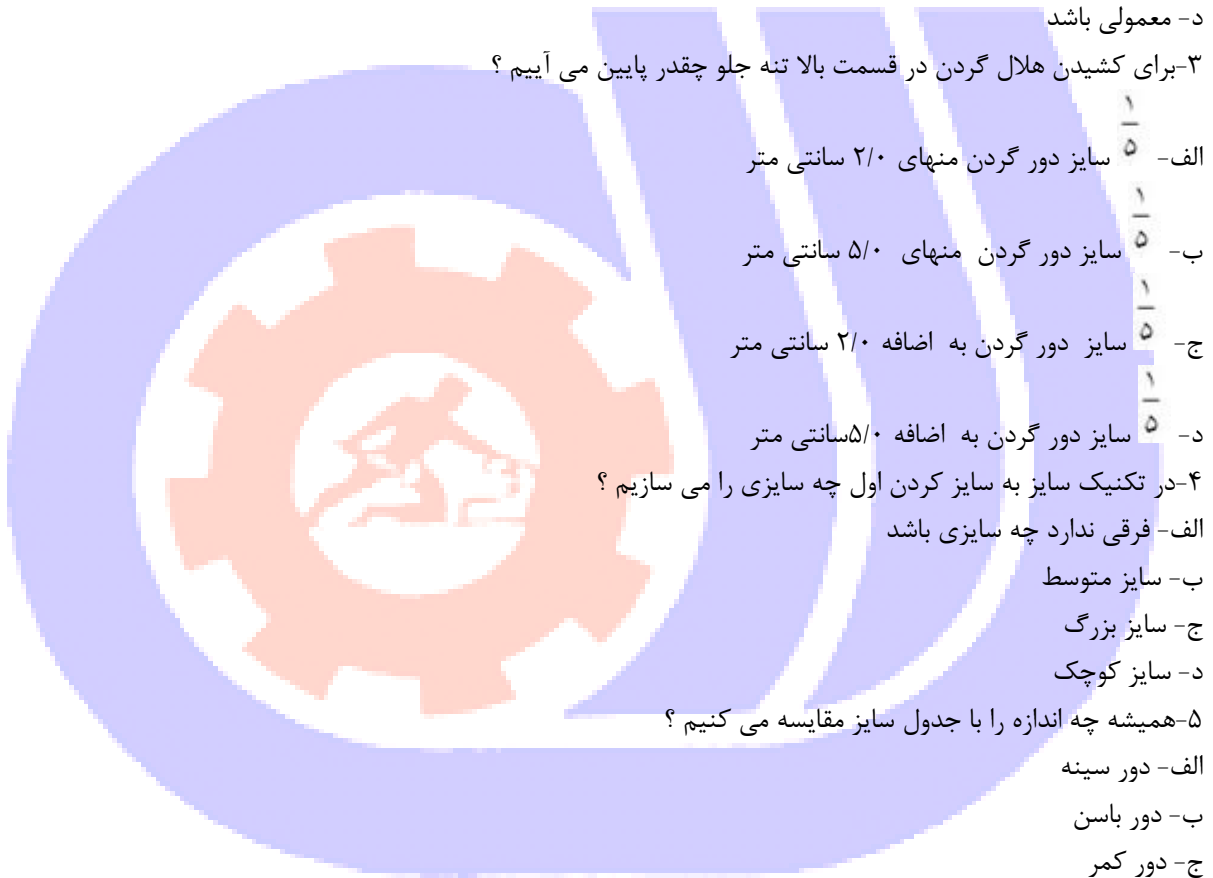 د- معمولی باشد
۳-برای کشیدن هلال گردن در قسمت بالا تنه جلو چقدر پایین می آییم ؟
الف- ۱/۵ سایز دور گردن منهای ۲/۰ سانتی متر
ب- ۱/۵ سایز دور گردن منهای ۵/۰ سانتی متر
ج- ۱/۵ سایز دور گردن به اضافه ۲/۰ سانتی متر
د- ۱/۵ سایز دور گردن به اضافه ۵/۰سانتی متر
۴-در تکنیک سایز به سایز کردن اول چه سایزی را می سازیم ؟
الف- فرقی ندارد چه سایزی باشد
ب- سایز متوسط
ج- سایز بزرگ
د- سایز کوچک
۵-همیشه چه اندازه را با جدول سایز مقایسه می کنیم ؟
الف- دور سینه
ب- دور باسن
ج- دور کمر